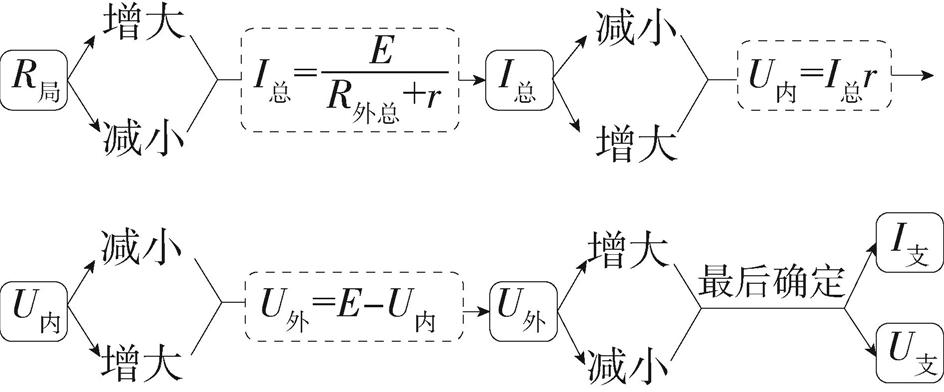 增大 减小
R局 I总=E/(R外总+r) I总 U内=I总r
减小 增大
减小 增大 I支
U内 U外=E-U内 U外 最后确定
增大 减小 U支